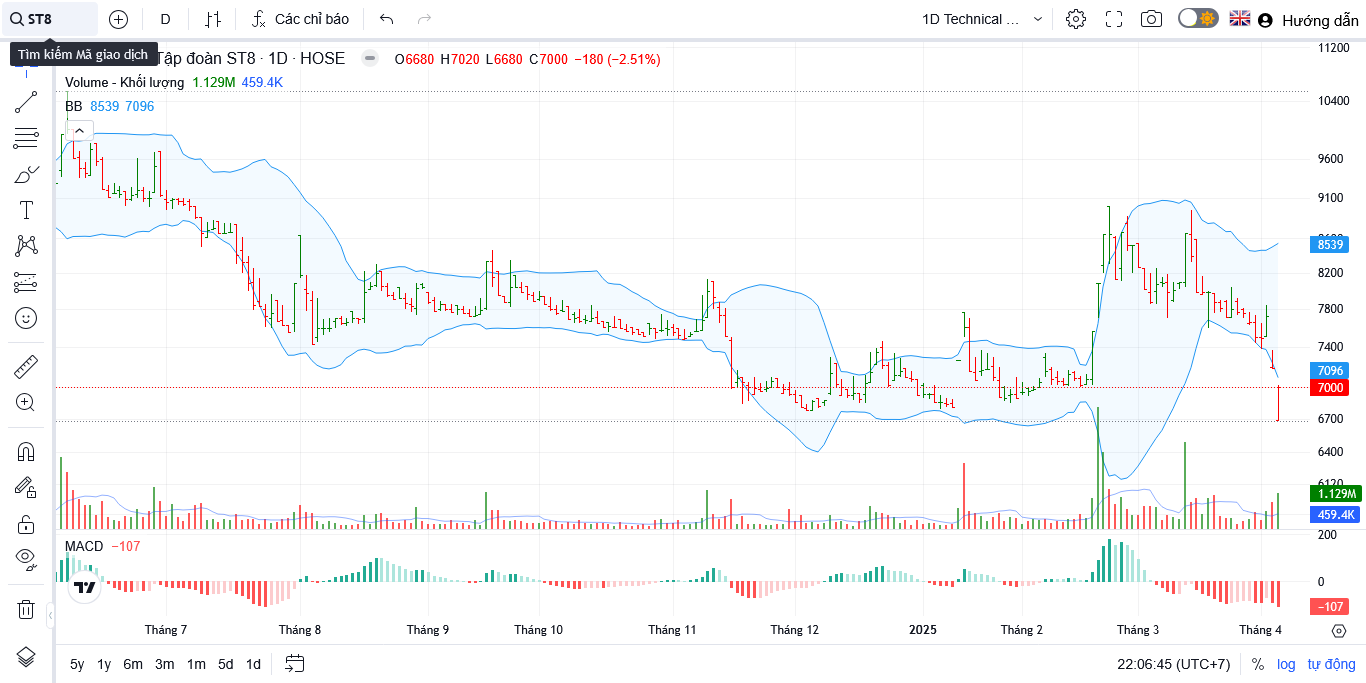 ST8
D
Các chỉ báo
1D Technical ...
Hướng dẫn
Tìm kiếm Mã giao dịch
Tập đoàn ST8 · 1D · HOSE
O6680 H7020 L6680 C7000 −180 (−2.51%)
Volume - Khối lượng 1.129M 459.4K
BB 8539 7096
11200
10400
9600
9100
8539
8200
7800
7400
7096
7000
6700
6400
6120
1.129M
459.4K
MACD −107
200
0
−107
Tháng 7
Tháng 8
Tháng 9
Tháng 10
Tháng 11
Tháng 12
2025
Tháng 2
Tháng 3
Tháng 4
5y 1y 6m 3m 1m 5d 1d
22:06:45 (UTC+7)
% log tự động